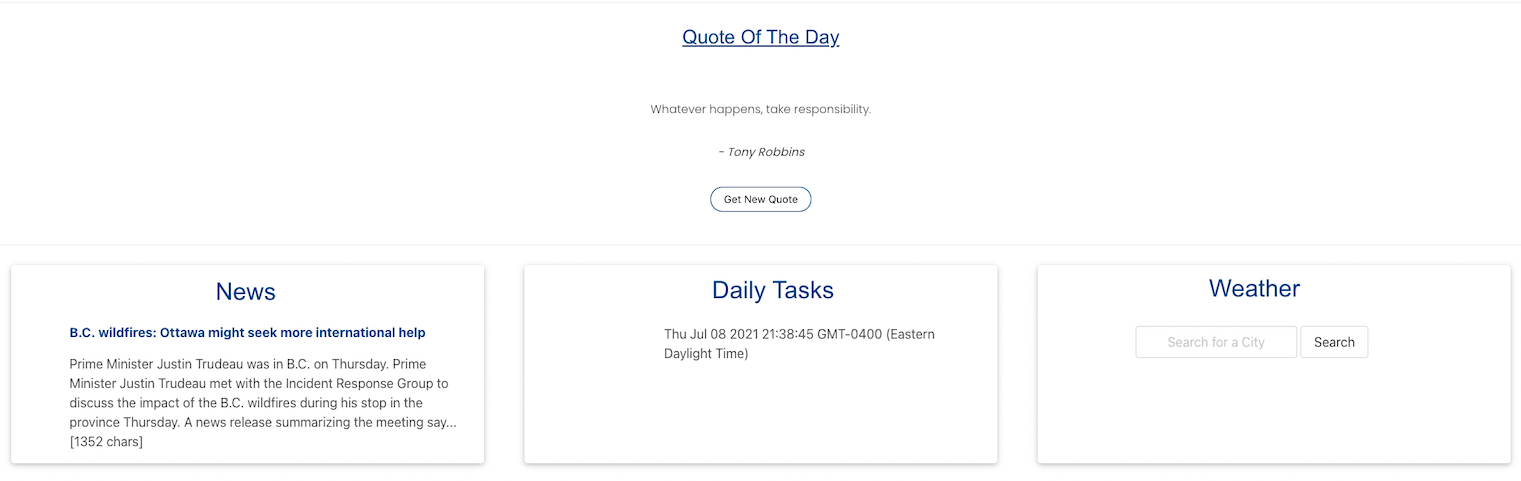 Quote Of The Day
Whatever happens, take responsibility.
- Tony Robbins
Get New Quote
News
B.C. wildfires: Ottawa might seek more international help
Prime Minister Justin Trudeau was in B.C. on Thursday. Prime
Minister Justin Trudeau met with the Incident Response Group to
discuss the impact of the B.C. wildfires during his stop in the
province Thursday. A news release summarizing the meeting say...
[1352 chars]
Daily Tasks
Thu Jul 08 2021 21:38:45 GMT-0400 (Eastern
Daylight Time)
Weather
Search for a City
Search